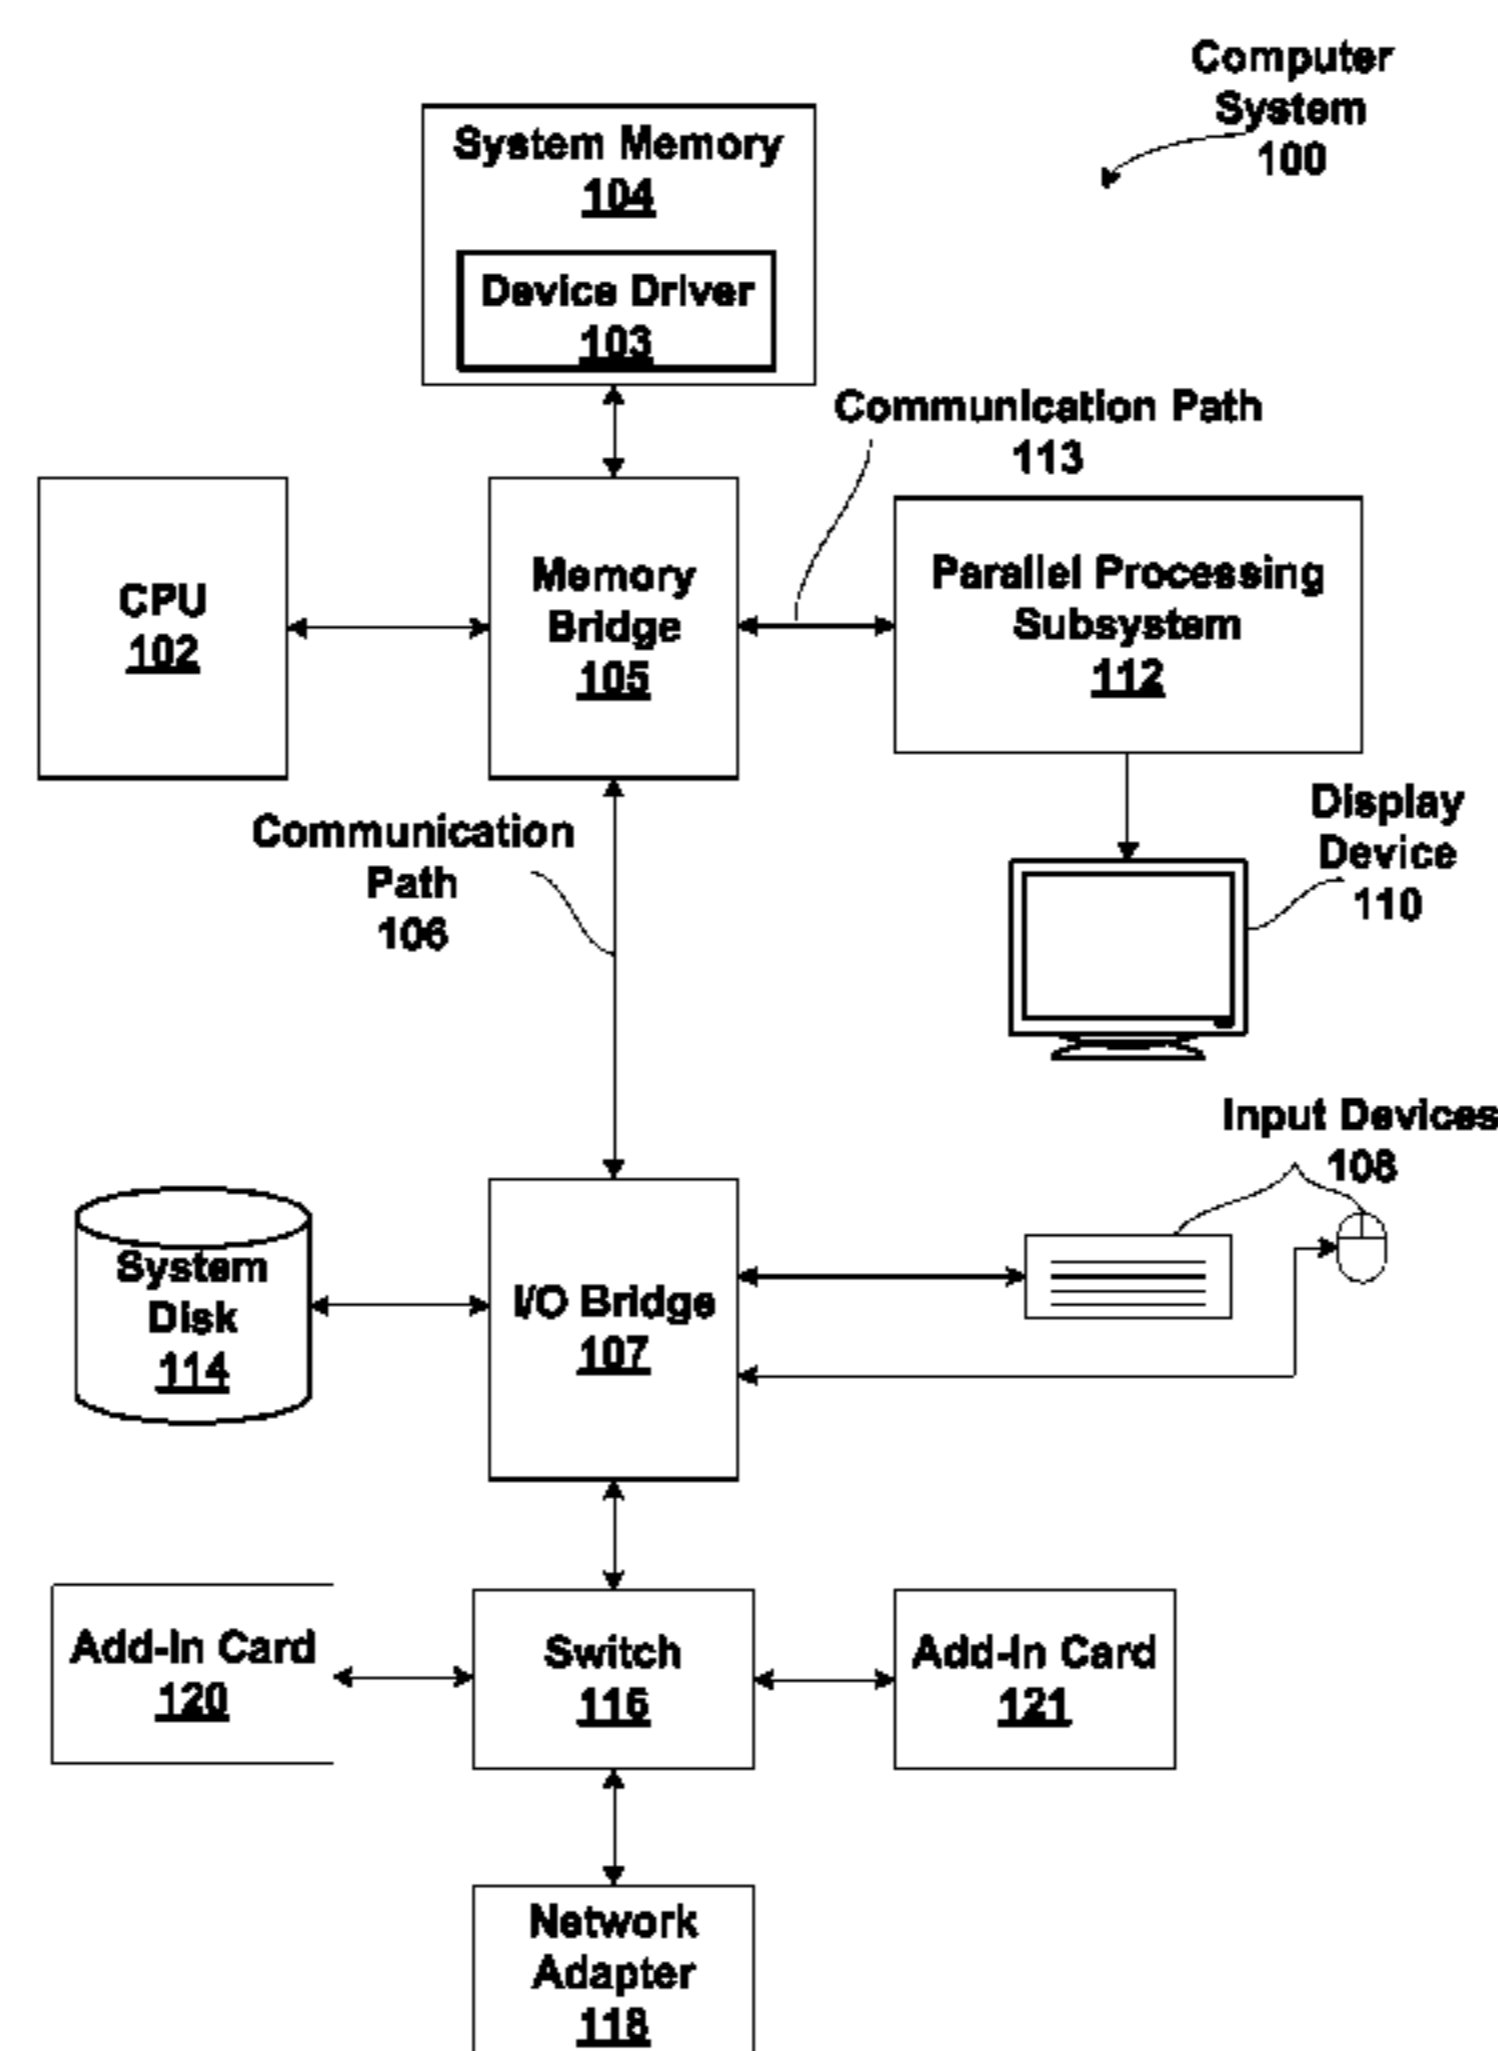 Computer
System
100
System Memory
104
Device Driver
103
Communication Path
113
CPU
102
Memory
Bridge
105
Parallel Processing
Subsystem
112
Communication
Path
106
Display
Device
110
Input Devices
108
System
Disk
114
I/O Bridge
107
Add-In Card
120
Switch
116
Add-In Card
121
Network
Adapter
118